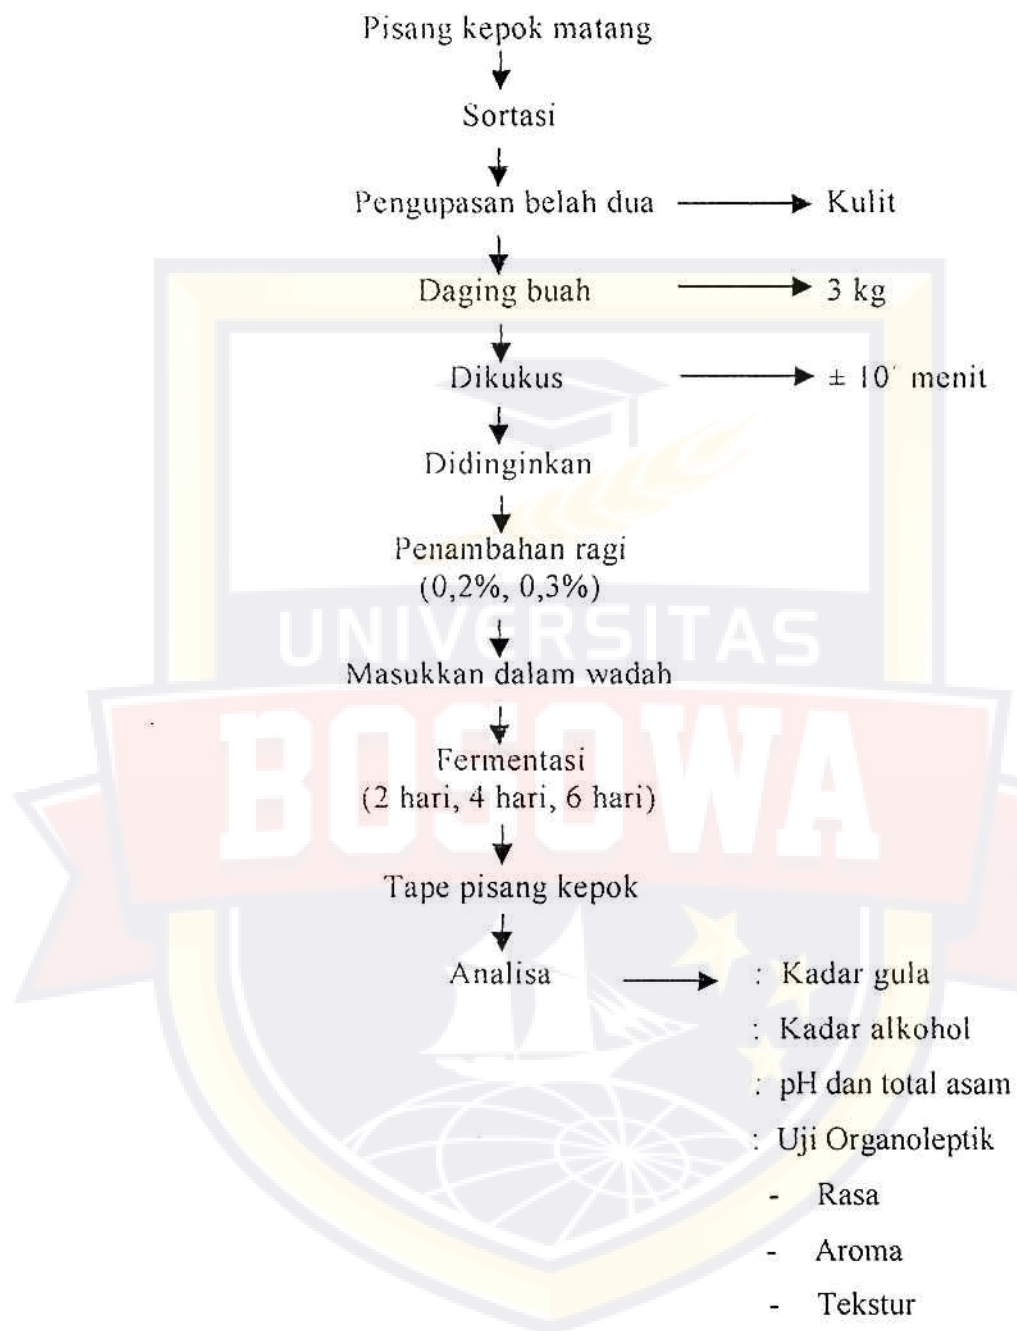 Pisang kepok matang
Sortasi
Pengupasan belah dua Kulit
Daging buah 3 kg
Dikukus ± 10' menit
Didinginkan
Penambahan ragi
(0,2%, 0,3%)
UNIVERSITAS
Masukkan dalam wadah
BOSOWA
Fermentasi
(2 hari, 4 hari, 6 hari)
Tape pisang kepok
Analisa : Kadar gula
: Kadar alkohol
: pH dan total asam
: Uji Organoleptik
- Rasa
- Aroma
- Tekstur